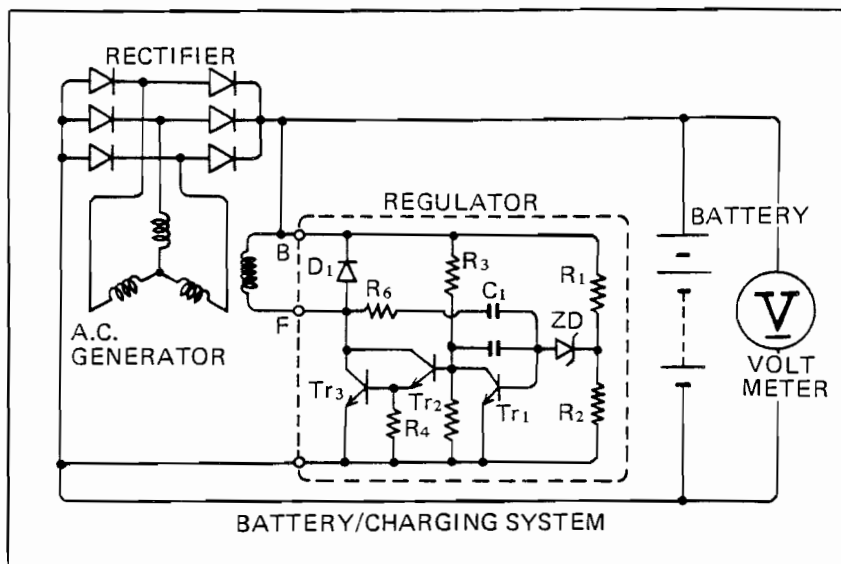 RECTIFIER
REGULATOR
BATTERY
B
D₁
R₃
R₁
R₆
C₁
ZD
F
V
A.C.
GENERATOR
VOLT
METER
Tr₃
Tr₂
Tr₁
R₂
R₄
BATTERY/CHARGING SYSTEM